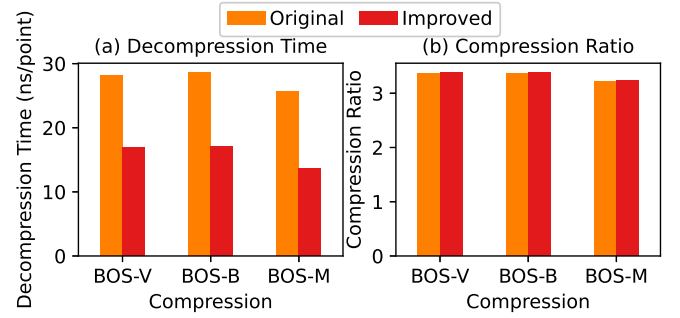 Original Improved
(a) Decompression Time
Decompression Time (ns/point)
30
20
10
0
BOS-V BOS-B BOS-M
Compression
(b) Compression Ratio
Compression Ratio
3
2
1
0
BOS-V BOS-B BOS-M
Compression